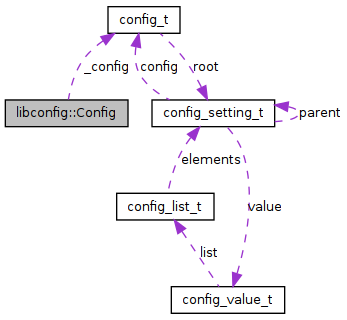 config_t
_config
config
root
libconfig::Config
config_setting_t
parent
elements
config_list_t
value
list
config_value_t